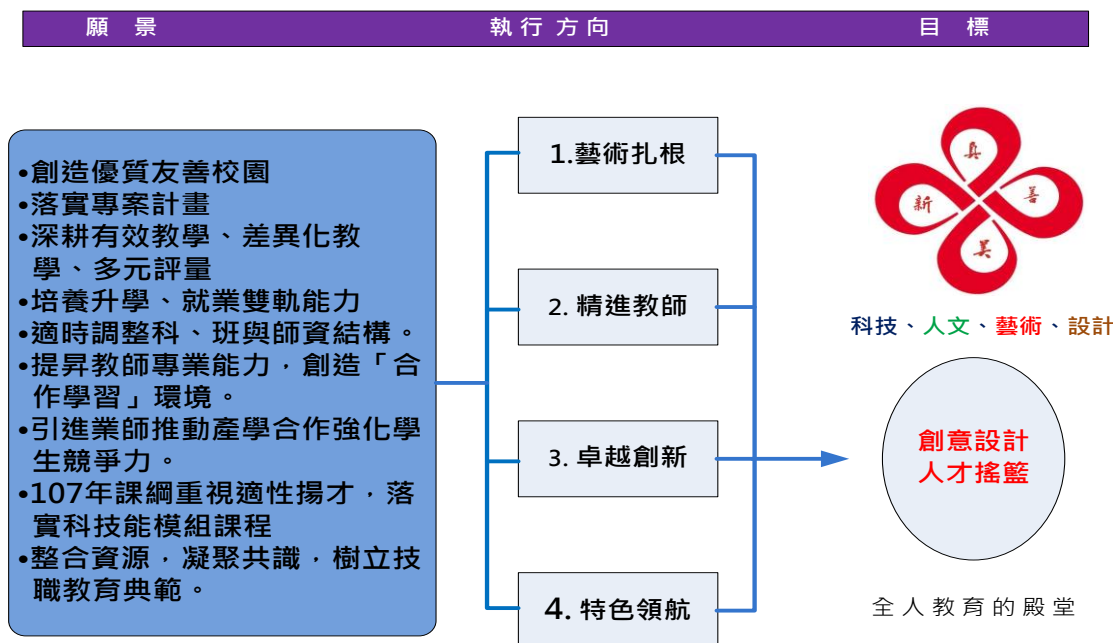 願 景 執行方向 目 標
•創造優質友善校園
•落實專案計畫
•深耕有效教學、差異化教
學、多元評量
•培養升學、就業雙軌能力
•適時調整科、班與師資結構。
•提昇教師專業能力，創造「合
作學習」環境。
•引進業師推動產學合作強化學
生競爭力。
•107年課綱重視適性揚才，落
實科技能模組課程
•整合資源，凝聚共識，樹立技
職教育典範。
1.藝術扎根
2. 精進教師
3. 卓越創新
4. 特色領航
真
新
善
美
科技、人文、藝術、設計
創意設計
人才搖籃
全人教育的殿堂